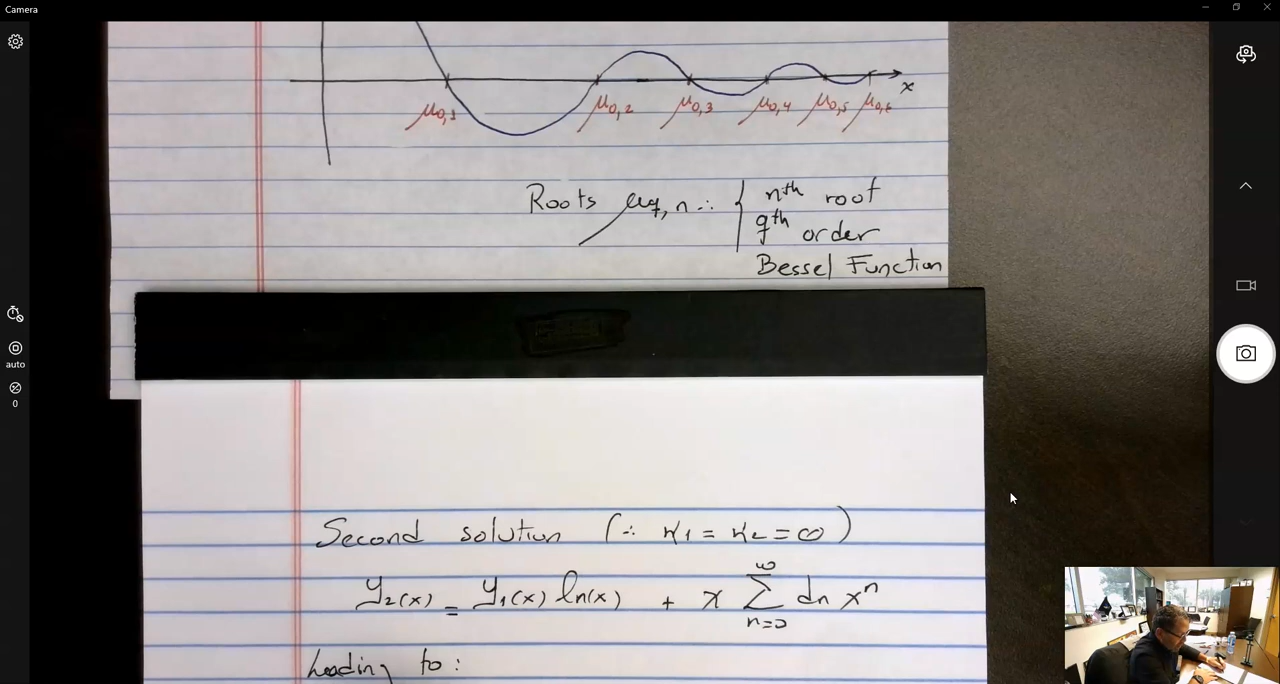 Camera
x
μ0,1 μ0,2 μ0,3 μ0,4 μ0,5 μ0,6
Roots μq,n ∴ { nth root
qth order
Bessel Function
auto
0
Second solution (∵ r1 = r2 = 0)
y2(x) = y1(x) ln(x) + x ∑ n=0 ∞ dn x^n
Leading to: